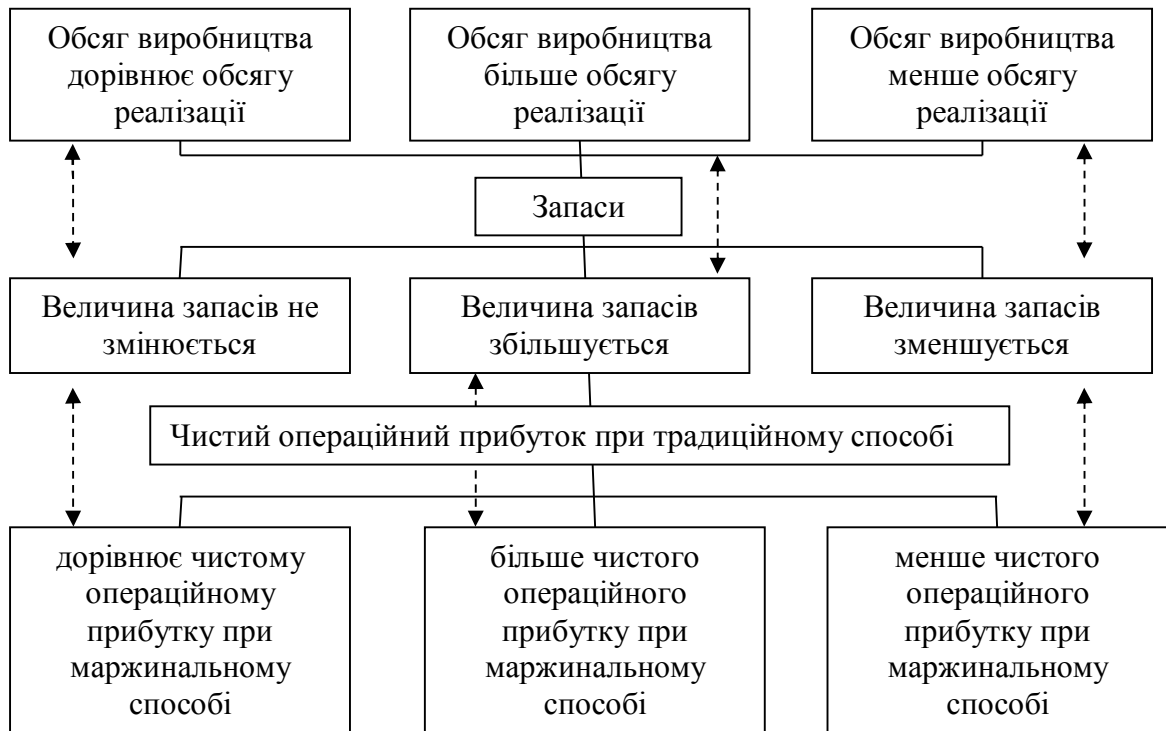 Обсяг виробництва
дорівнює обсягу
реалізації
Обсяг виробництва
більше обсягу
реалізації
Обсяг виробництва
менше обсягу
реалізації
Запаси
Величина запасів не
змінюється
Величина запасів
збільшується
Величина запасів
зменшується
Чистий операційний прибуток при традиційному способі
дорівнює чистому
операційному
прибутку при
маржинальному
способі
більше чистого
операційного
прибутку при
маржинальному
способі
менше чистого
операційного
прибутку при
маржинальному
способі